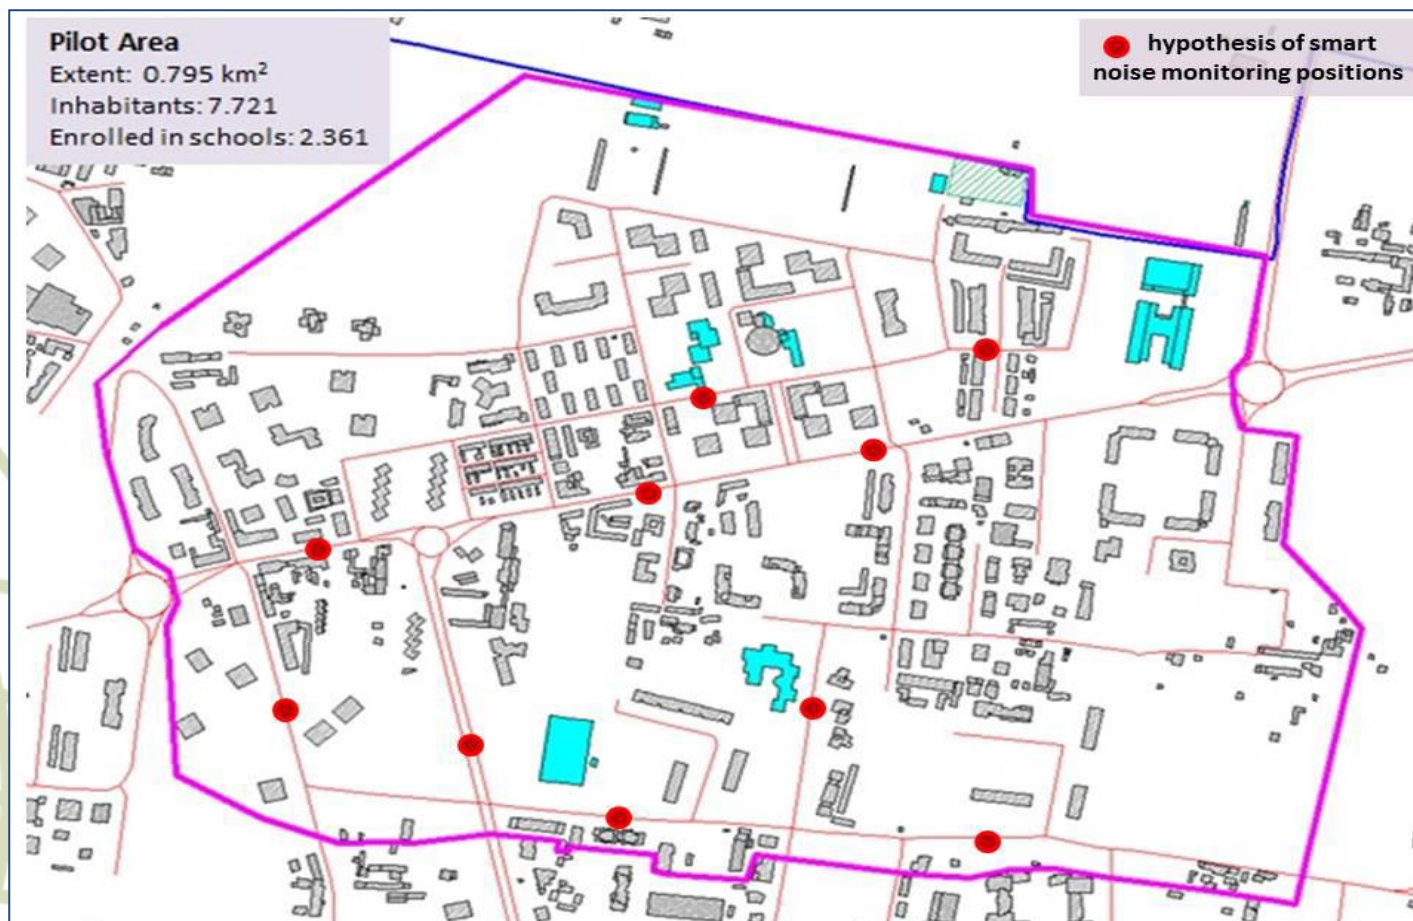 Pilot Area
Extent: 0.795 km²
Inhabitants: 7.721
Enrolled in schools: 2.361
hypothesis of smart
noise monitoring positions